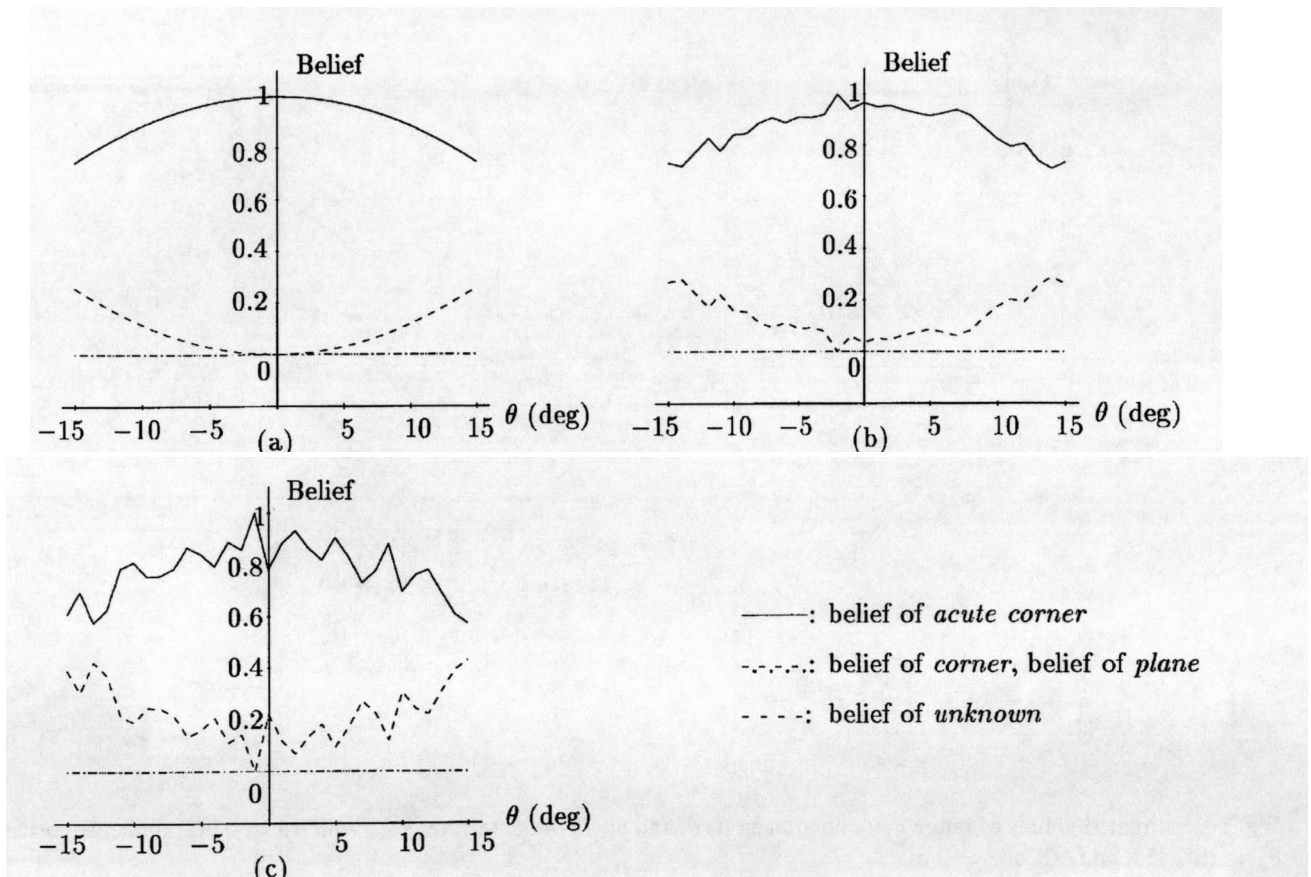 Belief
1
0.8
0.6
0.4
0.2
0
θ (deg)
−15 −10 −5 5 10 15
(a)
Belief
1
0.8
0.6
0.4
0.2
0
θ (deg)
−15 −10 −5 5 10 15
(b)
Belief
1
0.8
0.6
0.4
0.2
0
θ (deg)
−15 −10 −5 5 10 15
(c)
: belief of acute corner
: belief of corner, belief of plane
: belief of unknown